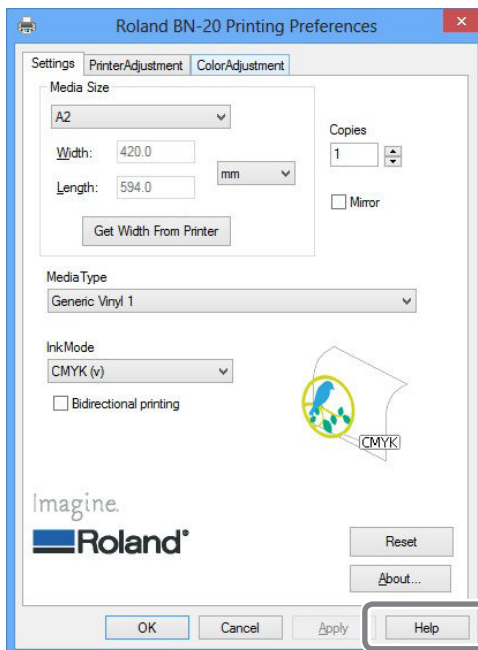 Roland BN-20 Printing Preferences
Settings PrinterAdjustment ColorAdjustment
Media Size
A2
Width: 420.0
mm
Length: 594.0
Get Width From Printer
Copies
1
Mirror
MediaType
Generic Vinyl 1
InkMode
CMYK (v)
Bidirectional printing
CMYK
Imagine.
Roland®
Reset
About...
OK Cancel Apply Help